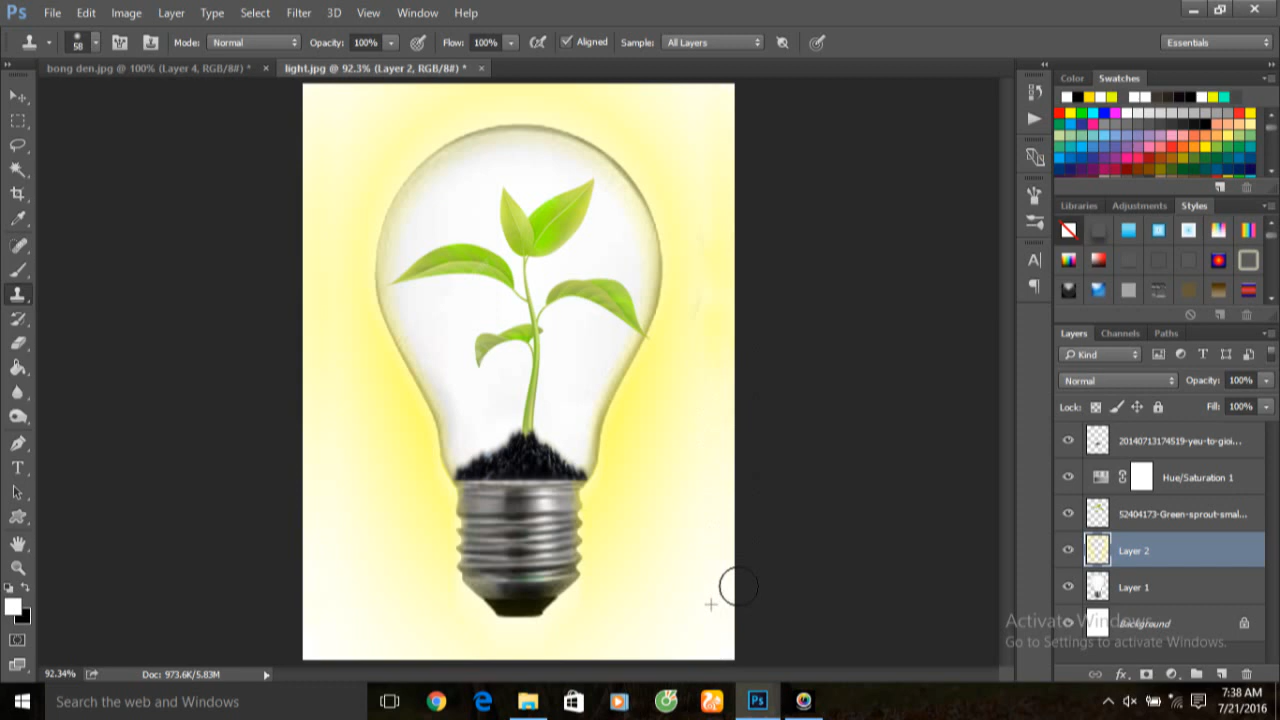 Ps File Edit Image Layer Type Select Filter 3D View Window Help
58 Mode: Normal Opacity: 100% Flow: 100% Aligned Sample: All Layers Essentials
bong den.jpg @ 100% (Layer 4, RGB/8#) * × light.jpg @ 92.3% (Layer 2, RGB/8#) * ×
Color Swatches
Libraries Adjustments Styles
Layers Channels Paths
Kind
Normal Opacity: 100%
Lock: Fill: 100%
20140713174519-yeu-to-gioi...
Hue/Saturation 1
52404173-Green-sprout-smal...
Layer 2
Layer 1
Background
Activate Windows
Go to Settings to activate Windows.
92.34% Doc: 973.6K/5.83M
Search the web and Windows
Ps
7:38 AM
7/21/2016